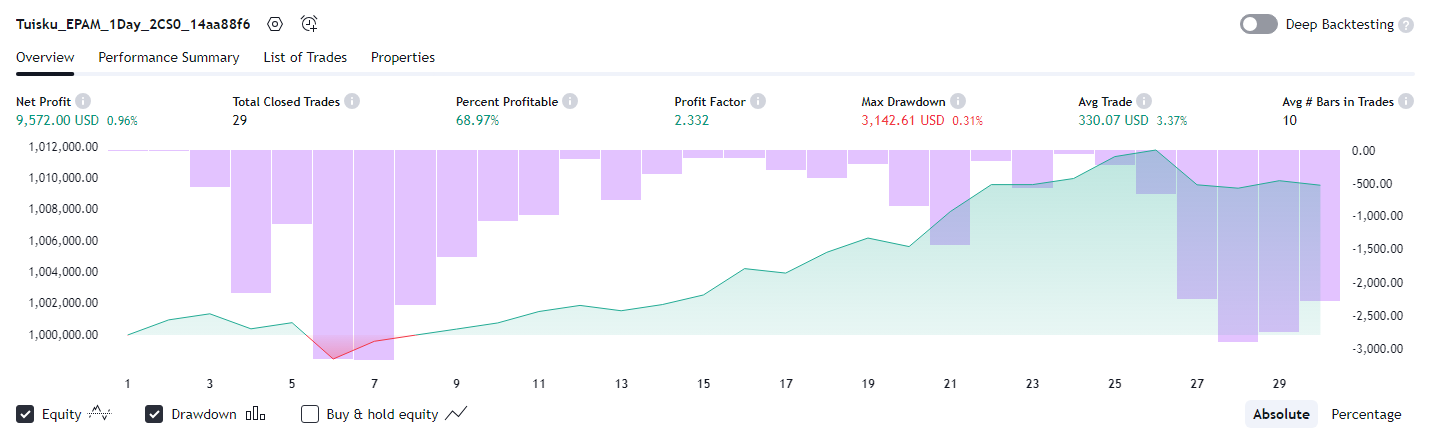 Tuisku_EPAM_1Day_2CS0_14aa88f6
Deep Backtesting ?
Overview Performance Summary List of Trades Properties
Net Profit Total Closed Trades Percent Profitable Profit Factor Max Drawdown Avg Trade Avg # Bars in Trades
9,572.00 USD 0.96% 29 68.97% 2.332 3,142.61 USD 0.31% 330.07 USD 3.37% 10
1,012,000.00 0.00
1,010,000.00 -500.00
1,008,000.00 -1,000.00
1,006,000.00 -1,500.00
1,004,000.00 -2,000.00
1,002,000.00 -2,500.00
1,000,000.00 -3,000.00
1 3 5 7 9 11 13 15 17 19 21 23 25 27 29
Equity Drawdown Buy & hold equity Absolute Percentage